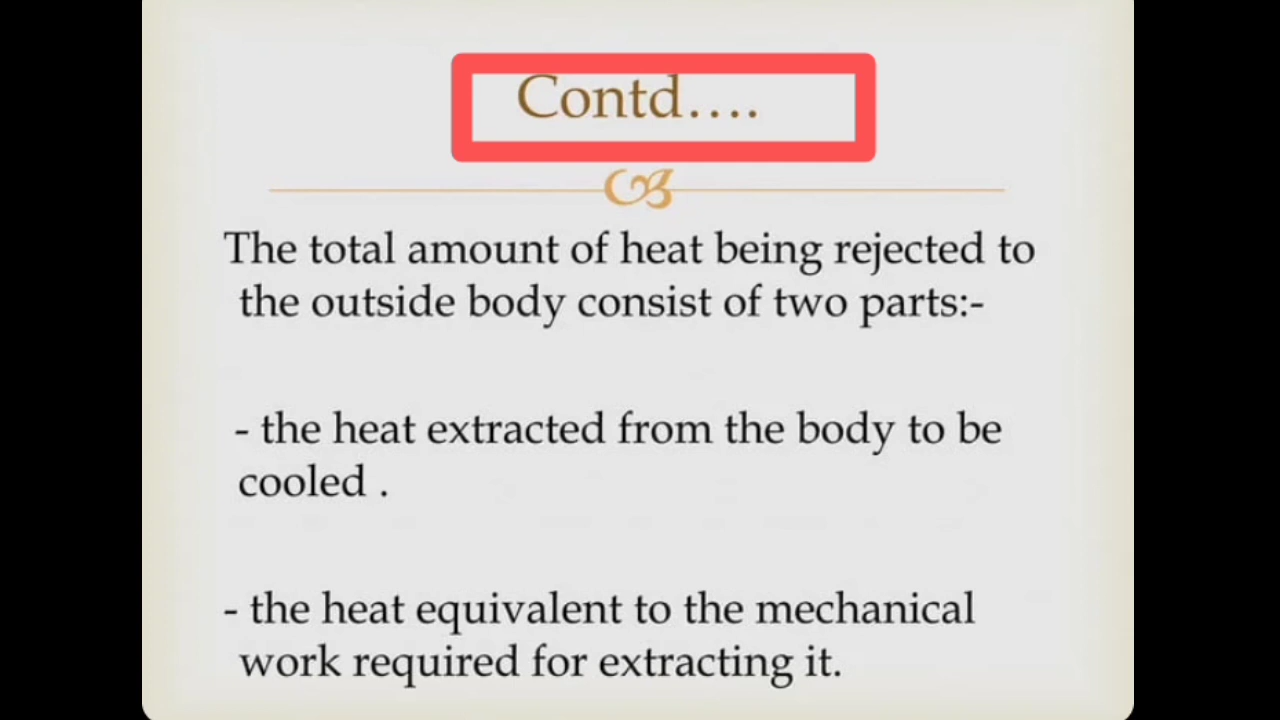 Contd....
The total amount of heat being rejected to
the outside body consist of two parts:-
- the heat extracted from the body to be
cooled .
- the heat equivalent to the mechanical
work required for extracting it.